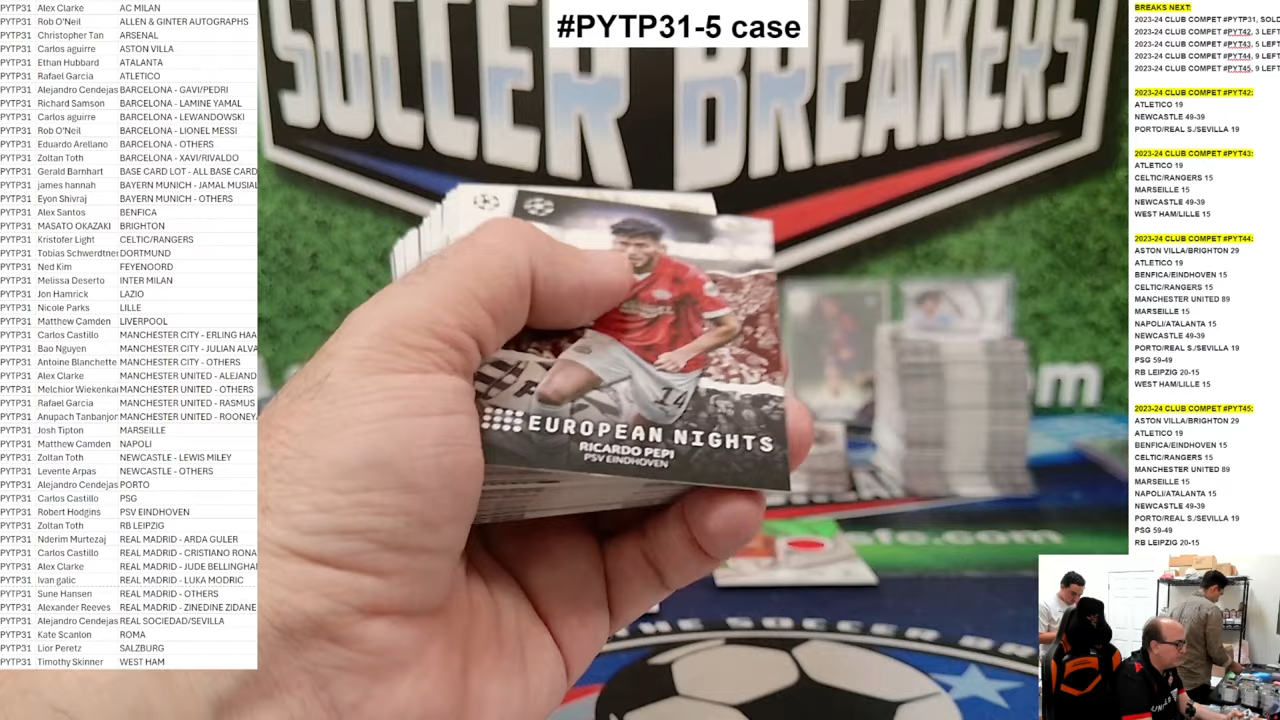 #PYTP31-5 case
PYTP31 Alex Clarke AC MILAN
PYTP31 Rob O'Neil ALLEN & GINTER AUTOGRAPHS
PYTP31 Christopher Tan ARSENAL
PYTP31 Carlos aguirre ASTON VILLA
PYTP31 Ethan Hubbard ATALANTA
PYTP31 Rafael Garcia ATLETICO
PYTP31 Alejandro Cendejas BARCELONA - GAVI/PEDRI
PYTP31 Richard Samson BARCELONA - LAMINE YAMAL
PYTP31 Carlos aguirre BARCELONA - LEWANDOWSKI
PYTP31 Rob O'Neil BARCELONA - LIONEL MESSI
PYTP31 Eduardo Arellano BARCELONA - OTHERS
PYTP31 Zoltan Toth BARCELONA - XAVI/RIVALDO
PYTP31 Gerald Barnhart BASE CARD LOT - ALL BASE CARD
PYTP31 james hannah BAYERN MUNICH - JAMAL MUSIAL
PYTP31 Eyon Shivraj BAYERN MUNICH - OTHERS
PYTP31 Alex Santos BENFICA
PYTP31 MASATO OKAZAKI BRIGHTON
PYTP31 Kristofer Light CELTIC/RANGERS
PYTP31 Tobias Schwerdtner DORTMUND
PYTP31 Ned Kim FEYENOORD
PYTP31 Melissa Deserto INTER MILAN
PYTP31 Jon Hamrick LAZIO
PYTP31 Nicole Parks LILLE
PYTP31 Matthew Camden LIVERPOOL
PYTP31 Carlos Castillo MANCHESTER CITY - ERLING HAA
PYTP31 Bao Nguyen MANCHESTER CITY - JULIAN ALVA
PYTP31 Antoine Blanchette MANCHESTER CITY - OTHERS
PYTP31 Alex Clarke MANCHESTER UNITED - ALEJAND
PYTP31 Melchior Wiekenka MANCHESTER UNITED - OTHERS
PYTP31 Rafael Garcia MANCHESTER UNITED - RASMUS
PYTP31 Anupach Tanbanjor MANCHESTER UNITED - ROONEY
PYTP31 Josh Tipton MARSEILLE
PYTP31 Matthew Camden NAPOLI
PYTP31 Zoltan Toth NEWCASTLE - LEWIS MILEY
PYTP31 Levente Arpas NEWCASTLE - OTHERS
PYTP31 Alejandro Cendejas PORTO
PYTP31 Carlos Castillo PSG
PYTP31 Robert Hodgins PSV EINDHOVEN
PYTP31 Zoltan Toth RB LEIPZIG
PYTP31 Nderim Murtezaj REAL MADRID - ARDA GULER
PYTP31 Carlos Castillo REAL MADRID - CRISTIANO RONA
PYTP31 Alex Clarke REAL MADRID - JUDE BELLINGHA
PYTP31 Ivan galic REAL MADRID - LUKA MODRIC
PYTP31 Sune Hansen REAL MADRID - OTHERS
PYTP31 Alexander Reeves REAL MADRID - ZINEDINE ZIDANE
PYTP31 Alejandro Cendejas REAL SOCIEDAD/SEVILLA
PYTP31 Kate Scanlon ROMA
PYTP31 Lior Peretz SALZBURG
PYTP31 Timothy Skinner WEST HAM
SOCCER BREAKERS
EUROPEAN NIGHTS
RICARDO PEPI
PSV EINDHOVEN
.com
BREAKS NEXT:
2023-24 CLUB COMPET #PYTP31, SOLD
2023-24 CLUB COMPET #PYT42, 3 LEFT
2023-24 CLUB COMPET #PYT43, 5 LEFT
2023-24 CLUB COMPET #PYT44, 9 LEFT
2023-24 CLUB COMPET #PYT45, 9 LEFT
2023-24 CLUB COMPET #PYT42:
ATLETICO 19
NEWCASTLE 49-39
PORTO/REAL S./SEVILLA 19
2023-24 CLUB COMPET #PYT43:
ATLETICO 19
CELTIC/RANGERS 15
MARSEILLE 15
NEWCASTLE 49-39
WEST HAM/LILLE 15
2023-24 CLUB COMPET #PYT44:
ASTON VILLA/BRIGHTON 29
ATLETICO 19
BENFICA/EINDHOVEN 15
CELTIC/RANGERS 15
MANCHESTER UNITED 89
MARSEILLE 15
NAPOLI/ATALANTA 15
NEWCASTLE 49-39
PORTO/REAL S./SEVILLA 19
PSG 59-49
RB LEIPZIG 20-15
WEST HAM/LILLE 15
2023-24 CLUB COMPET #PYT45:
ASTON VILLA/BRIGHTON 29
ATLETICO 19
BENFICA/EINDHOVEN 15
CELTIC/RANGERS 15
MANCHESTER UNITED 89
MARSEILLE 15
NAPOLI/ATALANTA 15
NEWCASTLE 49-39
PORTO/REAL S./SEVILLA 19
PSG 59-49
RB LEIPZIG 20-15